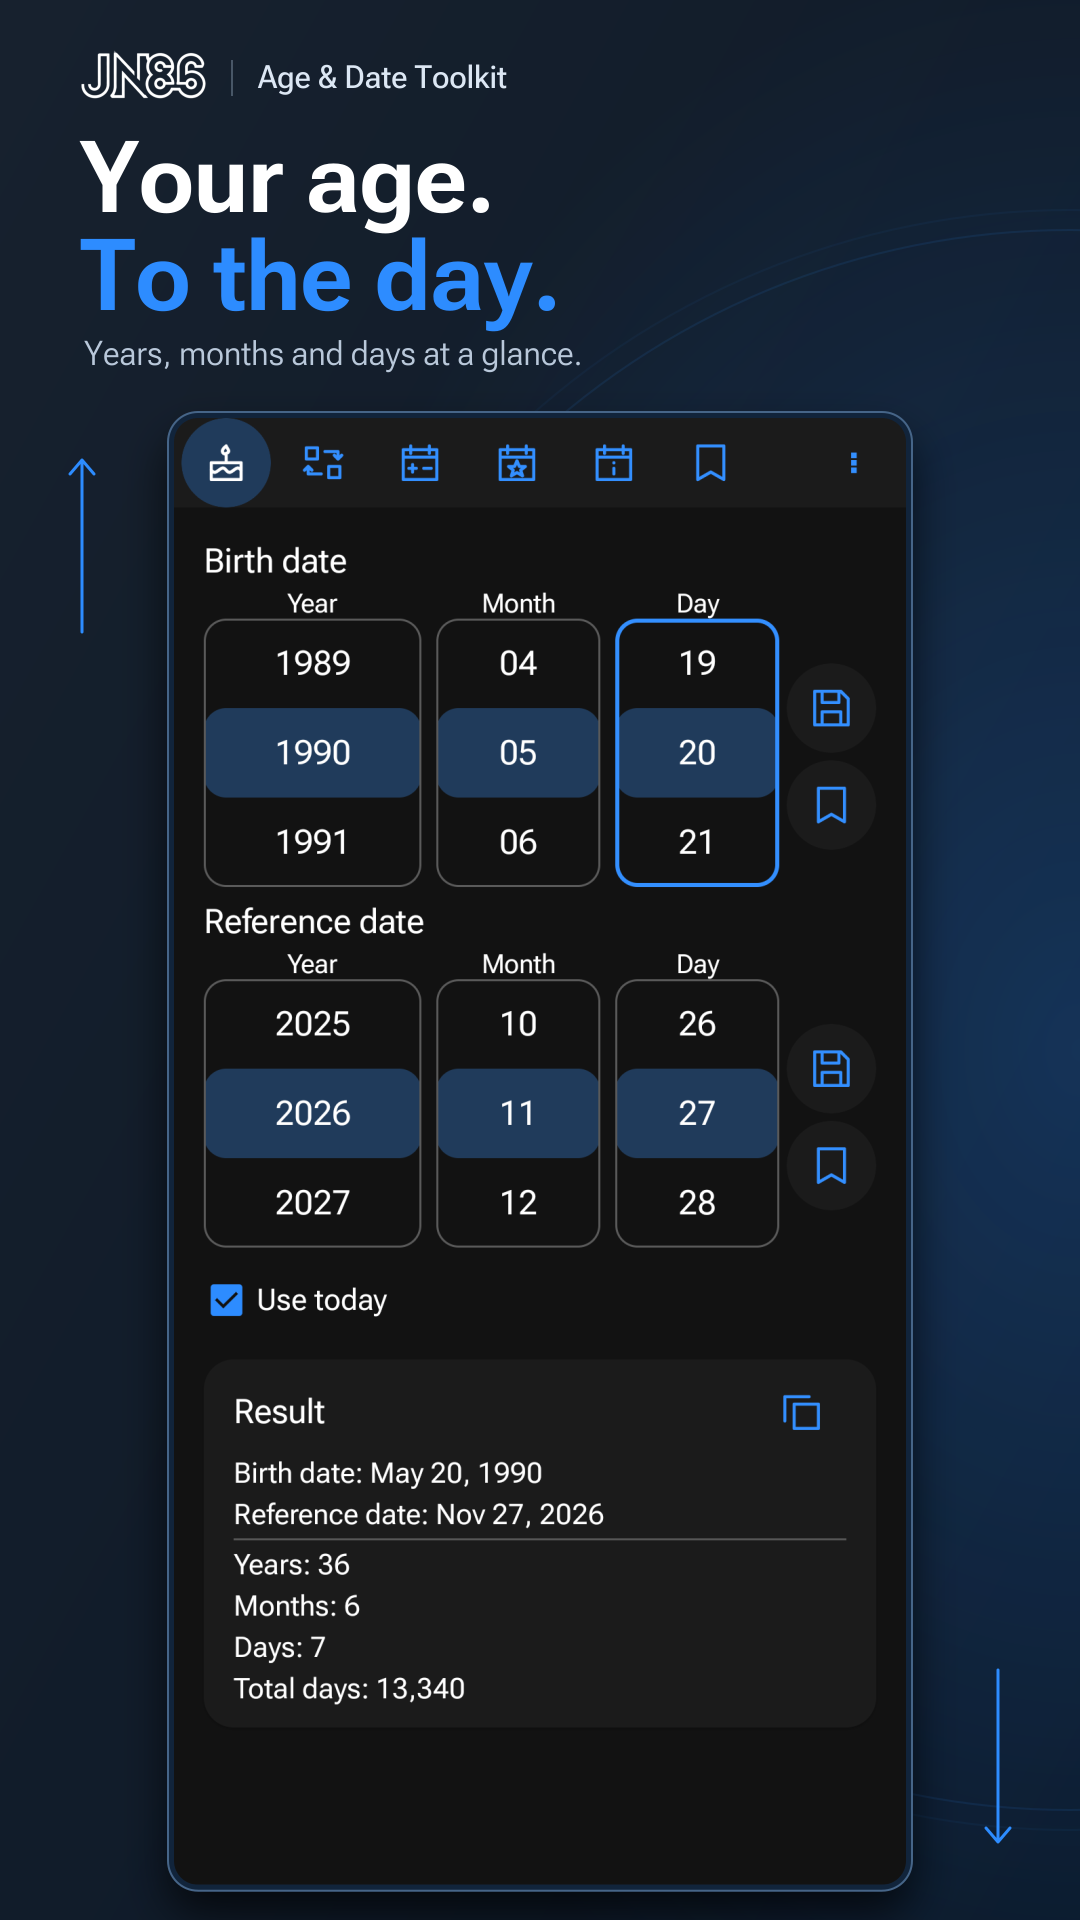 JN86 Age & Date Toolkit
Your age.
To the day.
Years, months and days at a glance.
Birth date
Year Month Day
1989 04 19
1990 05 20
1991 06 21
Reference date
Year Month Day
2025 10 26
2026 11 27
2027 12 28
Use today
Result
Birth date: May 20, 1990
Reference date: Nov 27, 2026
Years: 36
Months: 6
Days: 7
Total days: 13,340